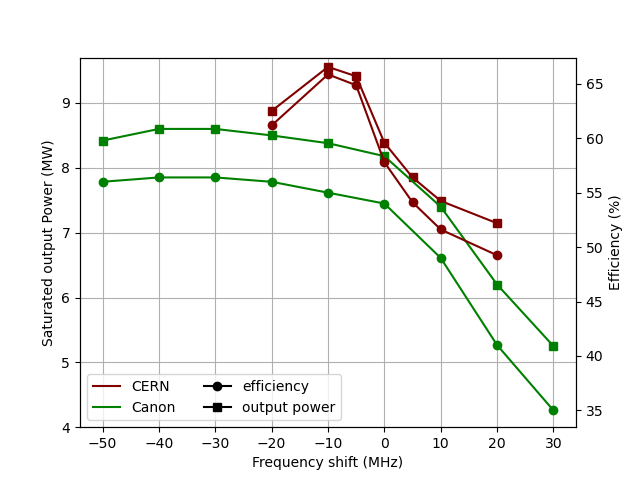 Saturated output Power (MW)
9
8
7
6
5
4
65
60
55
50
45
40
35
Efficiency (%)
CERN
Canon
efficiency
output power
−50 −40 −30 −20 −10 0 10 20 30
Frequency shift (MHz)